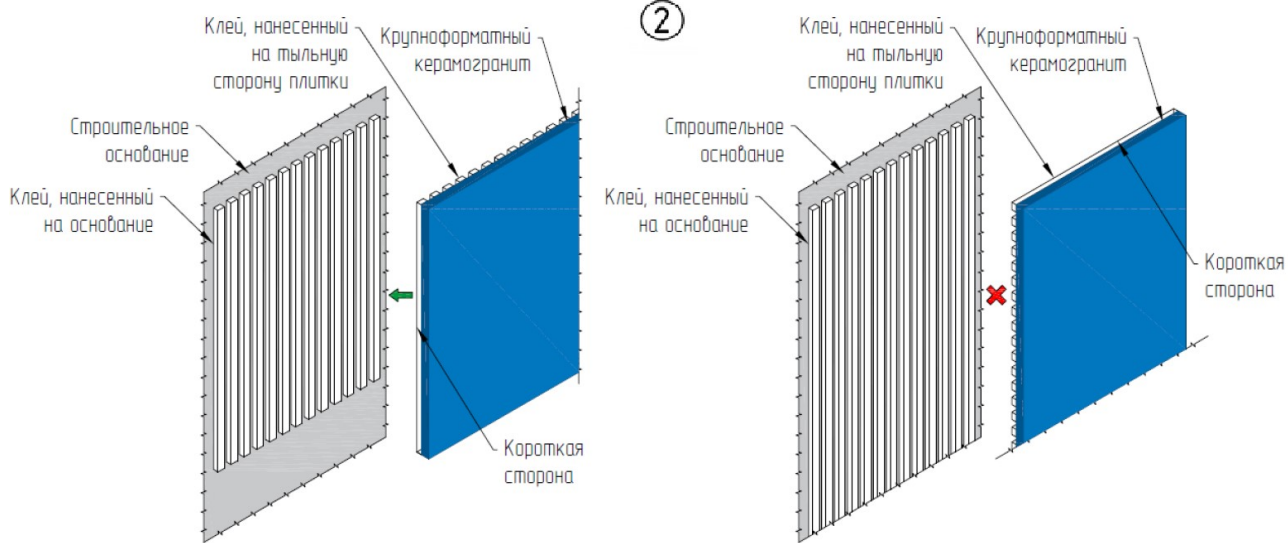 Клей, нанесенный
на тыльную
сторону плитки
Крупноформатный
керамогранит
Строительное
основание
Клей, нанесенный
на основание
Короткая
сторона
2
Клей, нанесенный
на тыльную
сторону плитки
Крупноформатный
керамогранит
Строительное
основание
Клей, нанесенный
на основание
Короткая
сторона